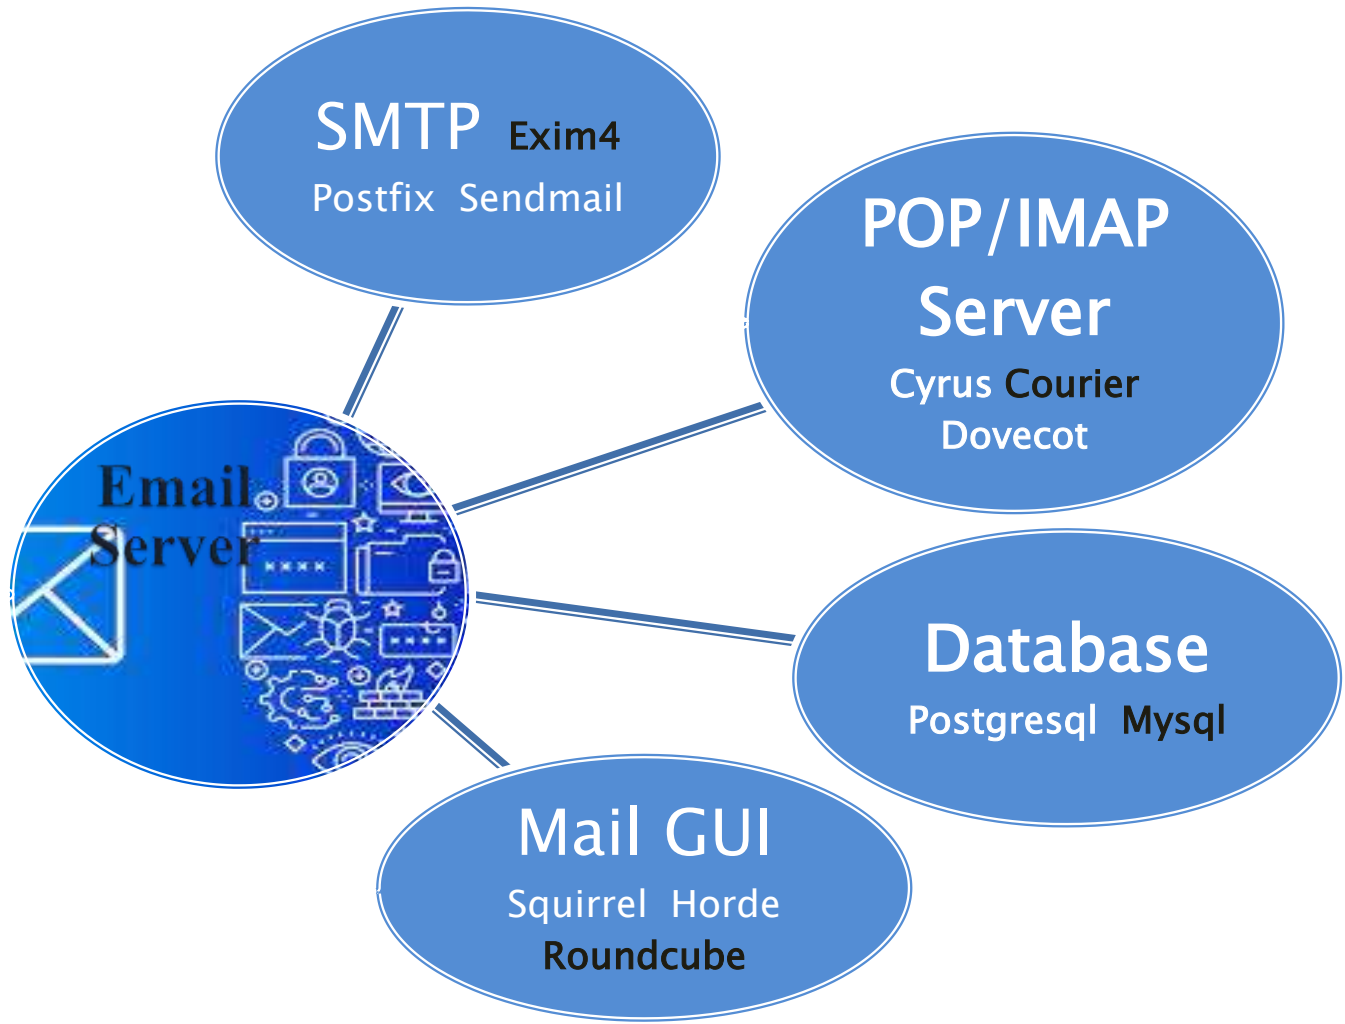 SMTP Exim4
Postfix Sendmail
POP/IMAP
Server
Cyrus Courier
Dovecot
Email
Server
Database
Postgresql Mysql
Mail GUI
Squirrel Horde
Roundcube